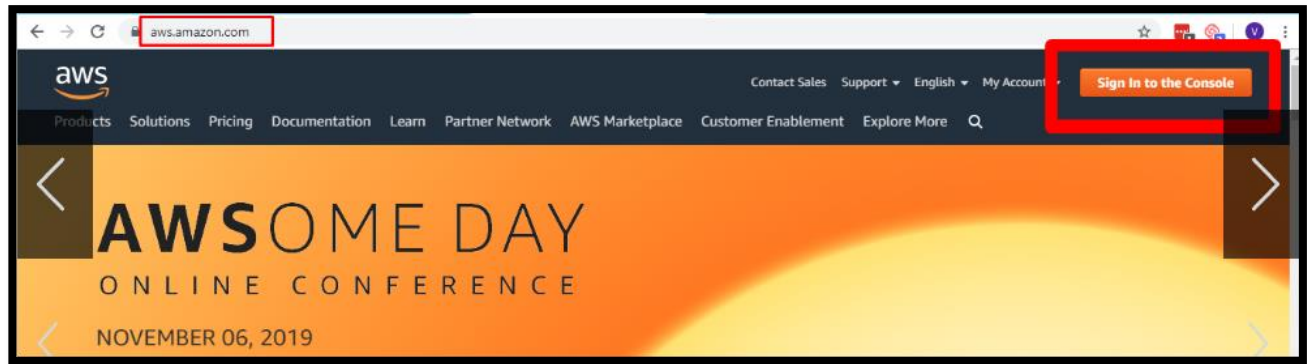 aws.amazon.com
aws
Contact Sales Support English My Account Sign In to the Console
Products Solutions Pricing Documentation Learn Partner Network AWS Marketplace Customer Enablement Explore More
AWSOME DAY
ONLINE CONFERENCE
NOVEMBER 06, 2019
V